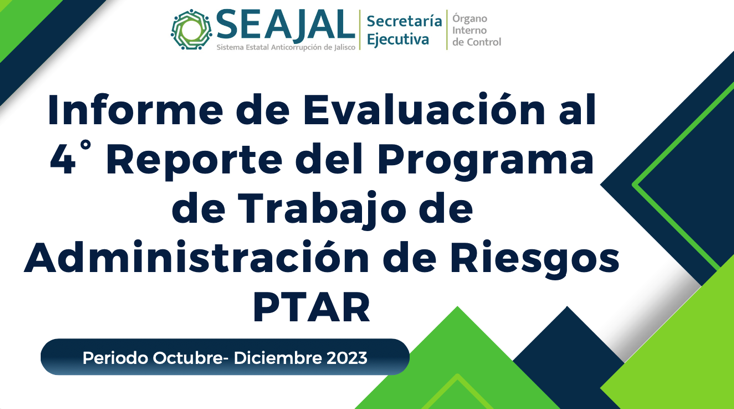 SEAJAL
Sistema Estatal Anticorrupción de Jalisco
Secretaría
Ejecutiva
Órgano
Interno
de Control
Informe de Evaluación al
4° Reporte del Programa
de Trabajo de
Administración de Riesgos
PTAR
Periodo Octubre- Diciembre 2023